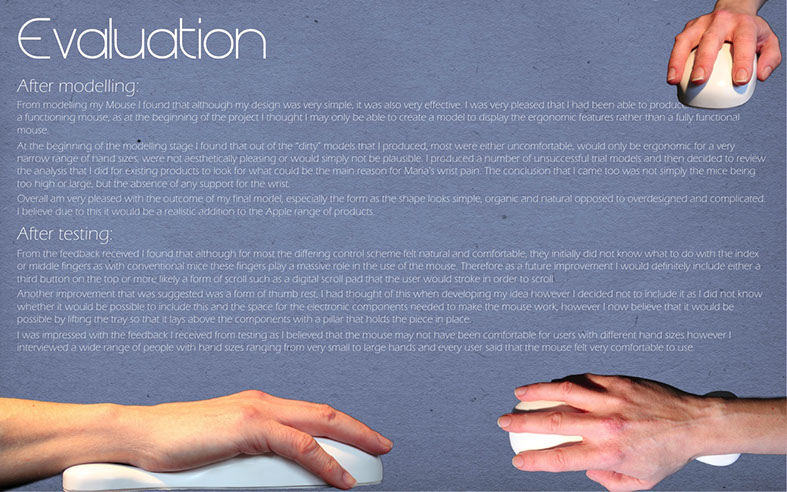 Evaluation
After modelling:
From modelling my Mouse I found that although my design was very simple, it was also very effective. I was very pleased that I had been able to produc
a functioning mouse, as at the beginning of the project I thought I may only be able to create a model to display the ergonomic features rather than a fully functional
mouse.
At the beginning of the modelling stage I found that out of the "dirty" models that I produced, most were either uncomfortable, would only be ergonomic for a very
narrow range of hand sizes, were not aesthetically pleasing or would simply not be plausible. I produced a number of unsuccessful trial models and then decided to review
the analysis that I did for existing products to look for what could be the main reason for Maria's wrist pain. The conclusion that I came too was not simply the mice being
too high or large, but the absence of any support for the wrist.
Overall am very pleased with the outcome of my final model, especially the form as the shape looks simple, organic and natural opposed to overdesigned and complicated.
I believe due to this it would be a realistic addition to the Apple range of products.
After testing:
From the feedback received I found that although for most the differing control scheme felt natural and comfortable, they initially did not know what to do with the index
or middle fingers as with conventional mice these fingers play a massive role in the use of the mouse. Therefore as a future improvement I would definitely include either a
third button on the top or more likely a form of scroll such as a digital scroll pad that the user would stroke in order to scroll.
Another improvement that was suggested was a form of thumb rest, I had thought of this when developing my idea however I decided not to include it as I did not know
whether it would be possible to include this and the space for the electronic components needed to make the mouse work, however I now believe that it would be
possible by lifting the tray so that it lays above the components with a pillar that holds the piece in place.
I was impressed with the feedback I received from testing as I believed that the mouse may not have been comfortable for users with different hand sizes however I
interviewed a wide range of people with hand sizes ranging from very small to large hands and every user said that the mouse felt very comfortable to use.